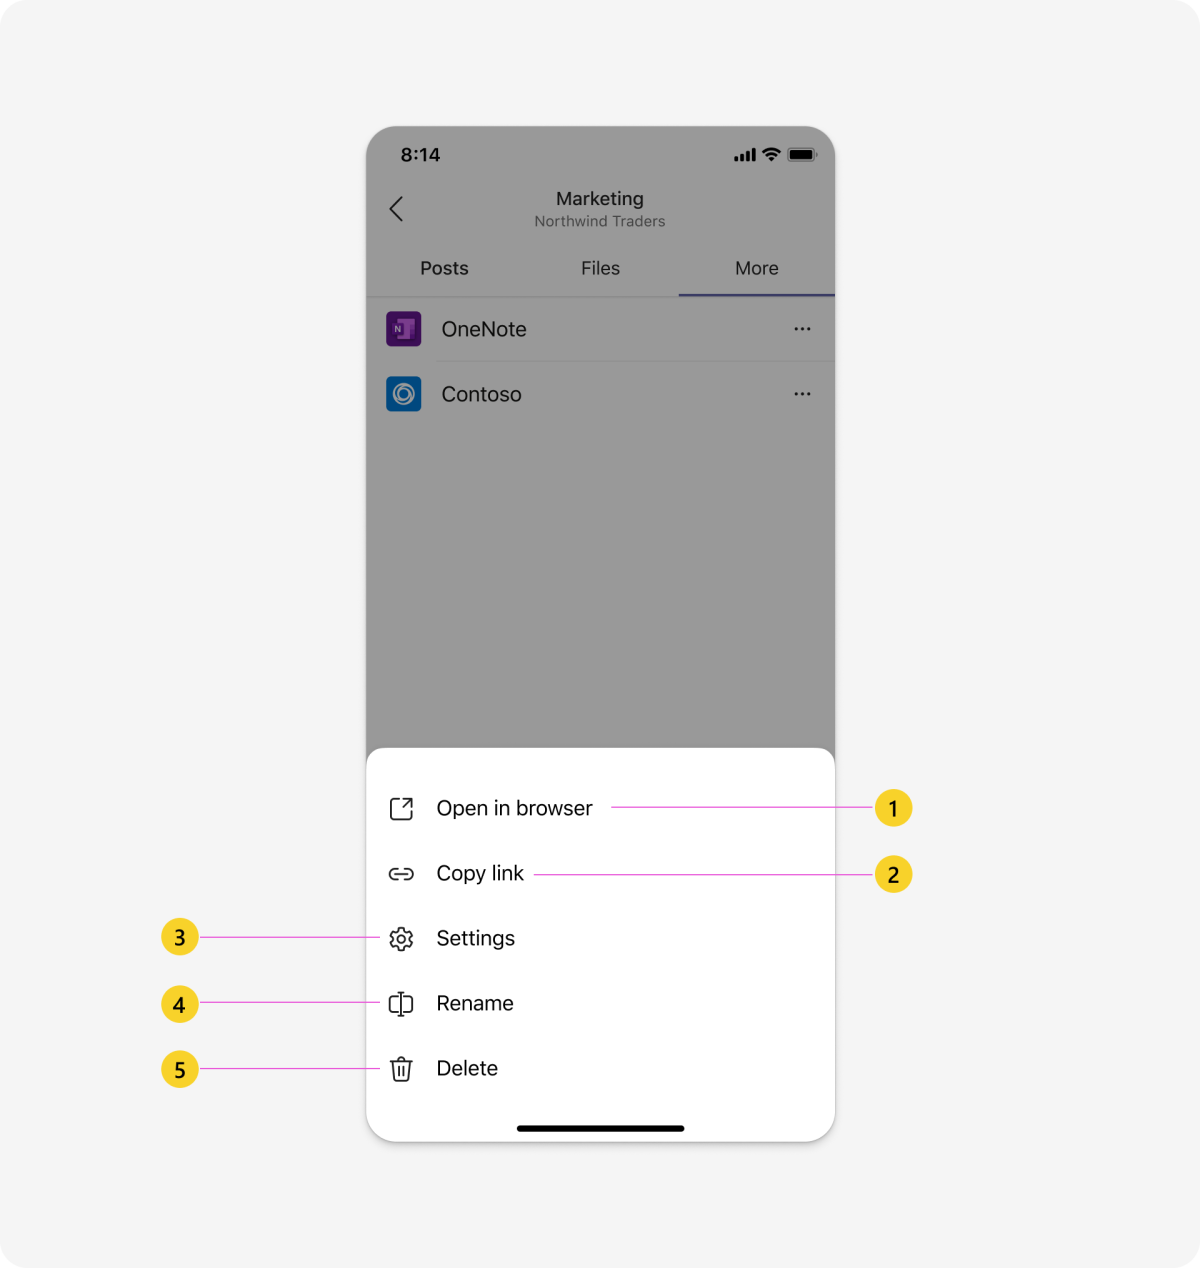 8:14
Marketing
Northwind Traders
Posts Files More
N OneNote ...
Contoso ...
Open in browser 1
Copy link 2
3 Settings
4 Rename
5 Delete